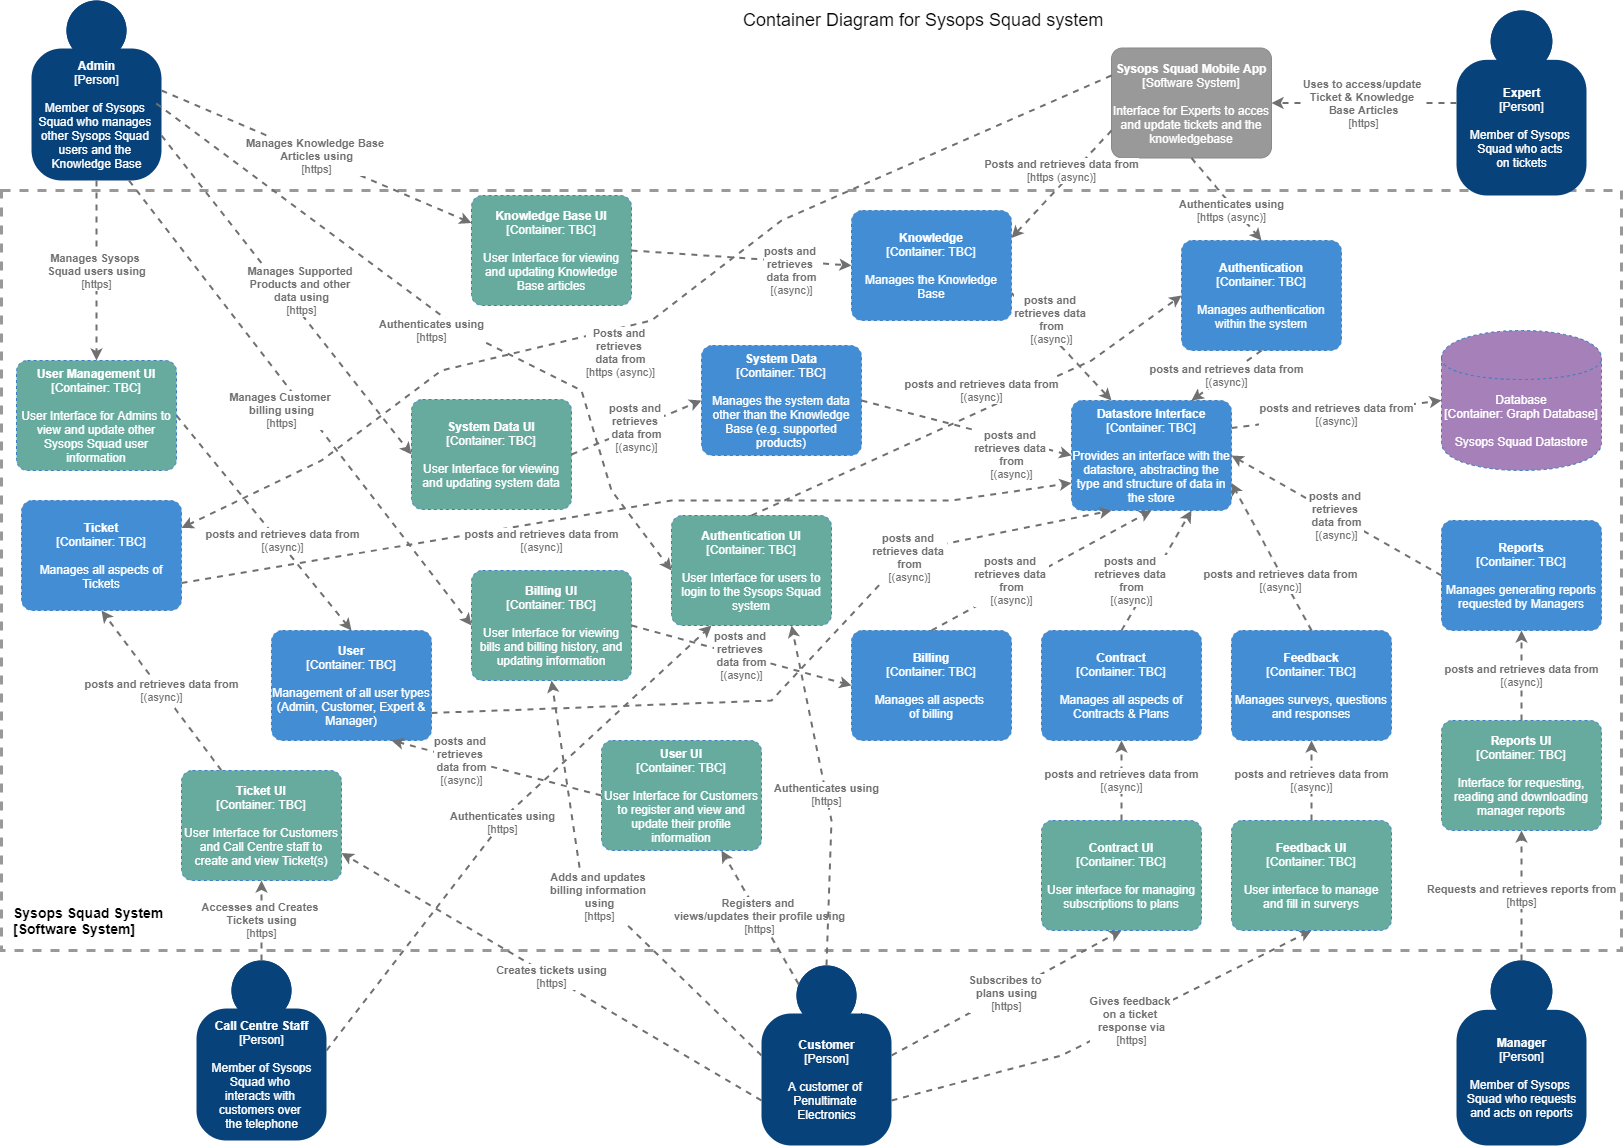 Container Diagram for Sysops Squad system
Admin
[Person]
Member of Sysops
Squad who manages
other Sysops Squad
users and the
Knowledge Base
Sysops Squad Mobile App
[Software System]
Interface for Experts to acces
and update tickets and the
knowledgebase
Uses to access/update
Ticket & Knowledge
Base Articles
[https]
Expert
[Person]
Member of Sysops
Squad who acts
on tickets
Manages Knowledge Base
Articles using
[https]
Posts and retrieves data from
[https (async)]
Authenticates using
[https (async)]
Manages Sysops
Squad users using
[https]
Manages Supported
Products and other
data using
[https]
Knowledge Base UI
[Container: TBC]
User Interface for viewing
and updating Knowledge
Base articles
posts and
retrieves
data from
[(async)]
Knowledge
[Container: TBC]
Manages the Knowledge
Base
Authentication
[Container: TBC]
Manages authentication
within the system
Authenticates using
[https]
Posts and
retrieves
data from
[https (async)]
posts and
retrieves data
from
[(async)]
posts and retrieves data from
[(async)]
User Management UI
[Container: TBC]
User Interface for Admins to
view and update other
Sysops Squad user
information
Manages Customer
billing using
[https]
System Data UI
[Container: TBC]
User Interface for viewing
and updating system data
posts and
retrieves
data from
[(async)]
System Data
[Container: TBC]
Manages the system data
other than the Knowledge
Base (e.g. supported
products)
posts and retrieves data from
[(async)]
posts and
retrieves data
from
[(async)]
Datastore Interface
[Container: TBC]
Provides an interface with the
datastore, abstracting the
type and structure of data in
the store
posts and retrieves data from
[(async)]
Database
[Container: Graph Database]
Sysops Squad Datastore
Ticket
[Container: TBC]
Manages all aspects of
Tickets
posts and retrieves data from
[(async)]
posts and retrieves data from
[(async)]
Authentication UI
[Container: TBC]
User Interface for users to
login to the Sysops Squad
system
posts and
retrieves data
from
[(async)]
posts and
retrieves data
from
[(async)]
posts and
retrieves data
from
[(async)]
posts and retrieves data from
[(async)]
posts and
retrieves
data from
[(async)]
Reports
[Container: TBC]
Manages generating reports
requested by Managers
Billing UI
[Container: TBC]
User Interface for viewing
bills and billing history, and
updating information
posts and
retrieves
data from
[(async)]
User
[Container: TBC]
Management of all user types
(Admin, Customer, Expert &
Manager)
Billing
[Container: TBC]
Manages all aspects
of billing
Contract
[Container: TBC]
Manages all aspects of
Contracts & Plans
Feedback
[Container: TBC]
Manages surveys, questions
and responses
posts and retrieves data from
[(async)]
posts and retrieves data from
[(async)]
posts and
retrieves
data from
[(async)]
User UI
[Container: TBC]
User Interface for Customers
to register and view and
update their profile
information
Authenticates using
[https]
posts and retrieves data from
[(async)]
posts and retrieves data from
[(async)]
Reports UI
[Container: TBC]
Interface for requesting,
reading and downloading
manager reports
Ticket UI
[Container: TBC]
User Interface for Customers
and Call Centre staff to
create and view Ticket(s)
Authenticates using
[https]
Contract UI
[Container: TBC]
User interface for managing
subscriptions to plans
Feedback UI
[Container: TBC]
User interface to manage
and fill in surverys
Adds and updates
billing information
using
[https]
Registers and
views/updates their profile using
[https]
Requests and retrieves reports from
[https]
Sysops Squad System
[Software System]
Accesses and Creates
Tickets using
[https]
Creates tickets using
[https]
Subscribes to
plans using
[https]
Gives feedback
on a ticket
response via
[https]
Call Centre Staff
[Person]
Member of Sysops
Squad who
interacts with
customers over
the telephone
Customer
[Person]
A customer of
Penultimate
Electronics
Manager
[Person]
Member of Sysops
Squad who requests
and acts on reports